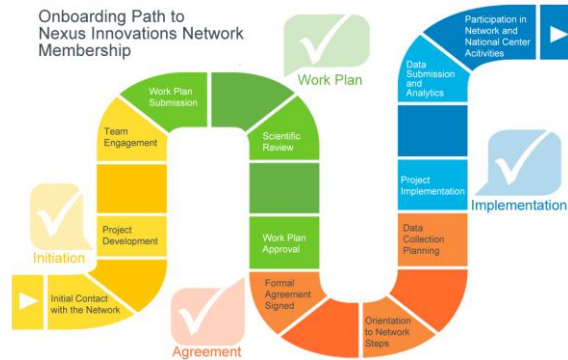 Onboarding Path to
Nexus Innovations Network
Membership
Initial Contact
with the Network
Project
Development
Initiation
Team
Engagement
Work Plan
Submission
Work Plan
Scientific
Review
Work Plan
Approval
Formal
Agreement
Signed
Agreement
Orientation
to Network
Steps
Data
Collection
Planning
Project
Implementation
Implementation
Data
Submission
and
Analytics
Participation in
Network and
National Center
Acitivities